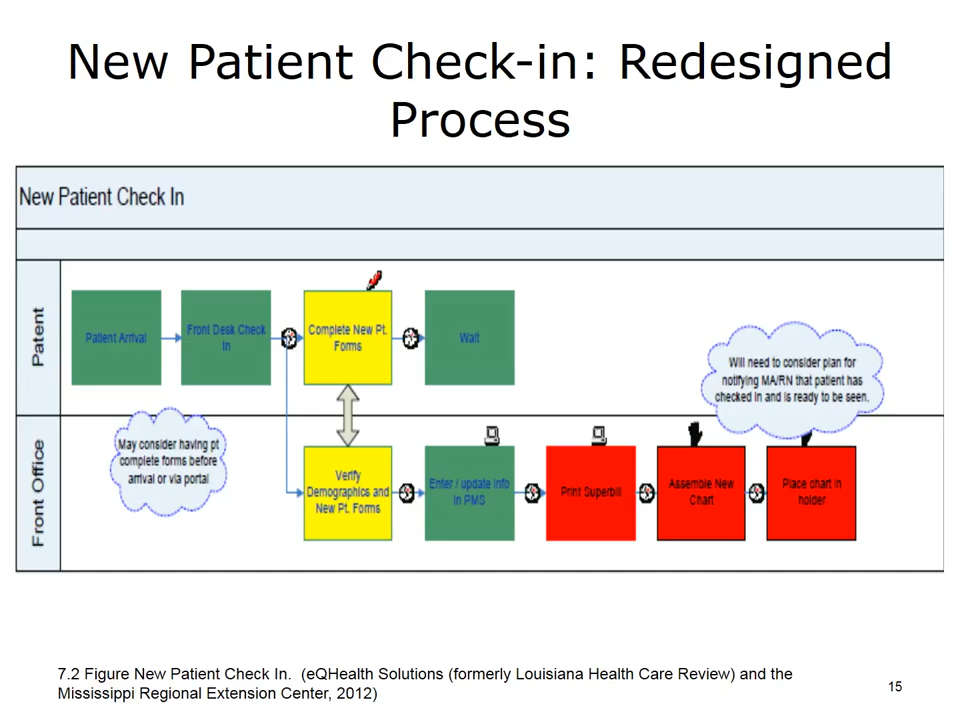 New Patient Check-in: Redesigned
Process
New Patient Check In
Patent
Patient Arrival
Front Desk Check
In
Complete New Pt.
Forms
Wait
Will need to consider plan for
notifying MA/RN that patient has
checked in and is ready to be seen.
Front Office
May consider having pt
complete forms before
arrival or via portal
Verify
Demographics and
New Pt. Forms
Enter / update info
in PMS
Print Superbill
Assemble New
Chart
Place chart in
holder
7.2 Figure New Patient Check In. (eQHealth Solutions (formerly Louisiana Health Care Review) and the
Mississippi Regional Extension Center, 2012)
15